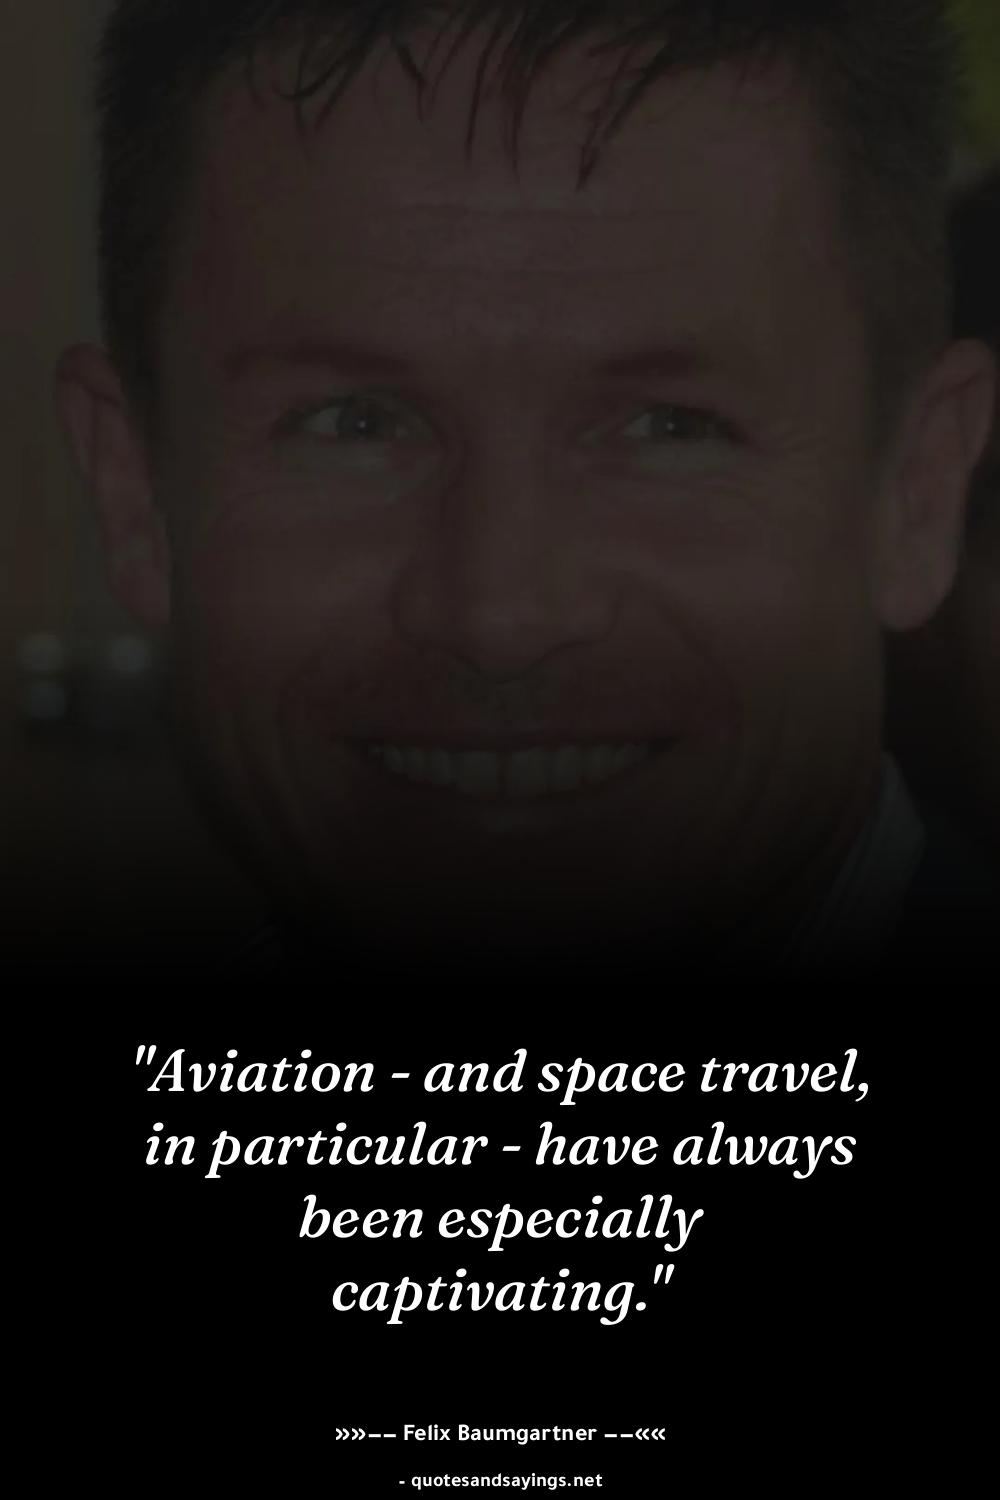 "Aviation - and space travel,
in particular - have always
been especially
captivating."
»»−− Felix Baumgartner −−««
- quotesandsayings.net